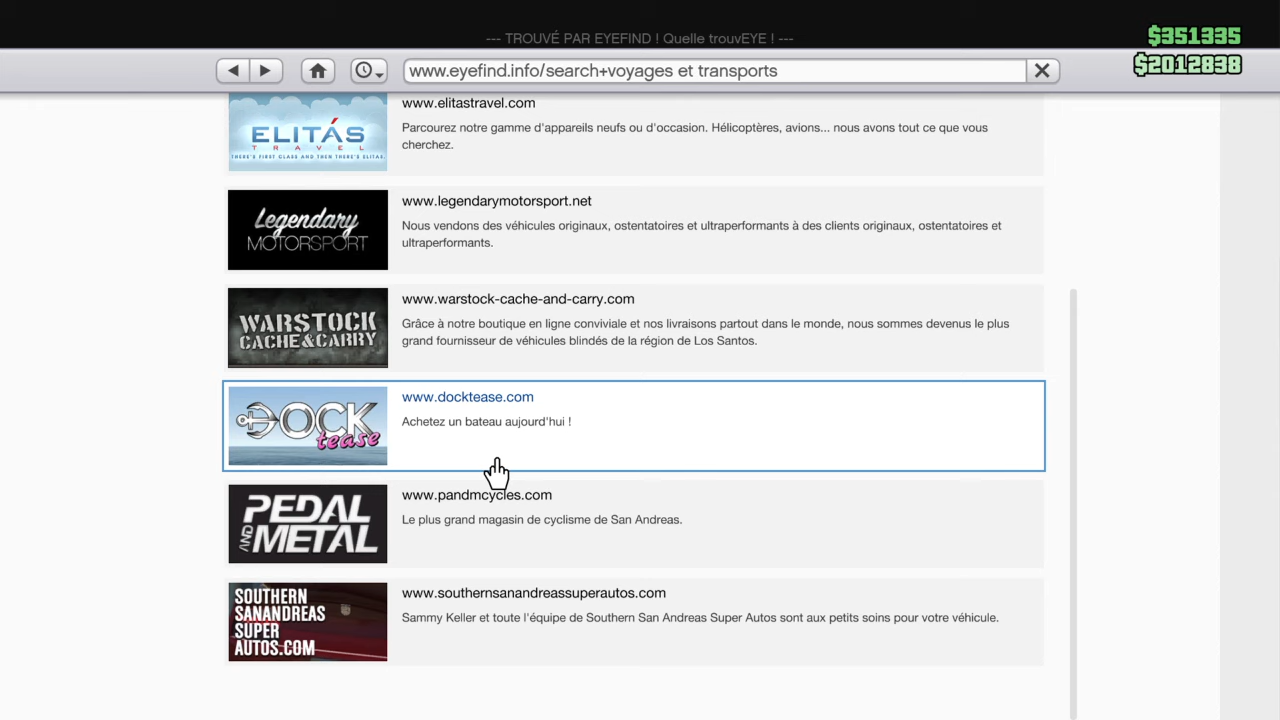 --- TROUVÉ PAR EYEFIND ! Quelle trouvEYE ! ---
$351335
$2012838
www.eyefind.info/search+voyages et transports
ELITÁS
TRAVEL
THERE'S FIRST CLASS AND THEN THERE'S ELITAS.
www.elitastravel.com
Parcourez notre gamme d'appareils neufs ou d'occasion. Hélicoptères, avions... nous avons tout ce que vous
cherchez.
Legendary
MOTORSPORT
www.legendarymotorsport.net
Nous vendons des véhicules originaux, ostentatoires et ultraperformants à des clients originaux, ostentatoires et
ultraperformants.
WARSTOCK
CACHE&CARRY
www.warstock-cache-and-carry.com
Grâce à notre boutique en ligne conviviale et nos livraisons partout dans le monde, nous sommes devenus le plus
grand fournisseur de véhicules blindés de la région de Los Santos.
DOCK
tease
www.docktease.com
Achetez un bateau aujourd'hui !
PEDAL
AND METAL
www.pandmcycles.com
Le plus grand magasin de cyclisme de San Andreas.
SOUTHERN
SANANDREAS
SUPER
AUTOS.COM
www.southernsanandreassuperautos.com
Sammy Keller et toute l'équipe de Southern San Andreas Super Autos sont aux petits soins pour votre véhicule.